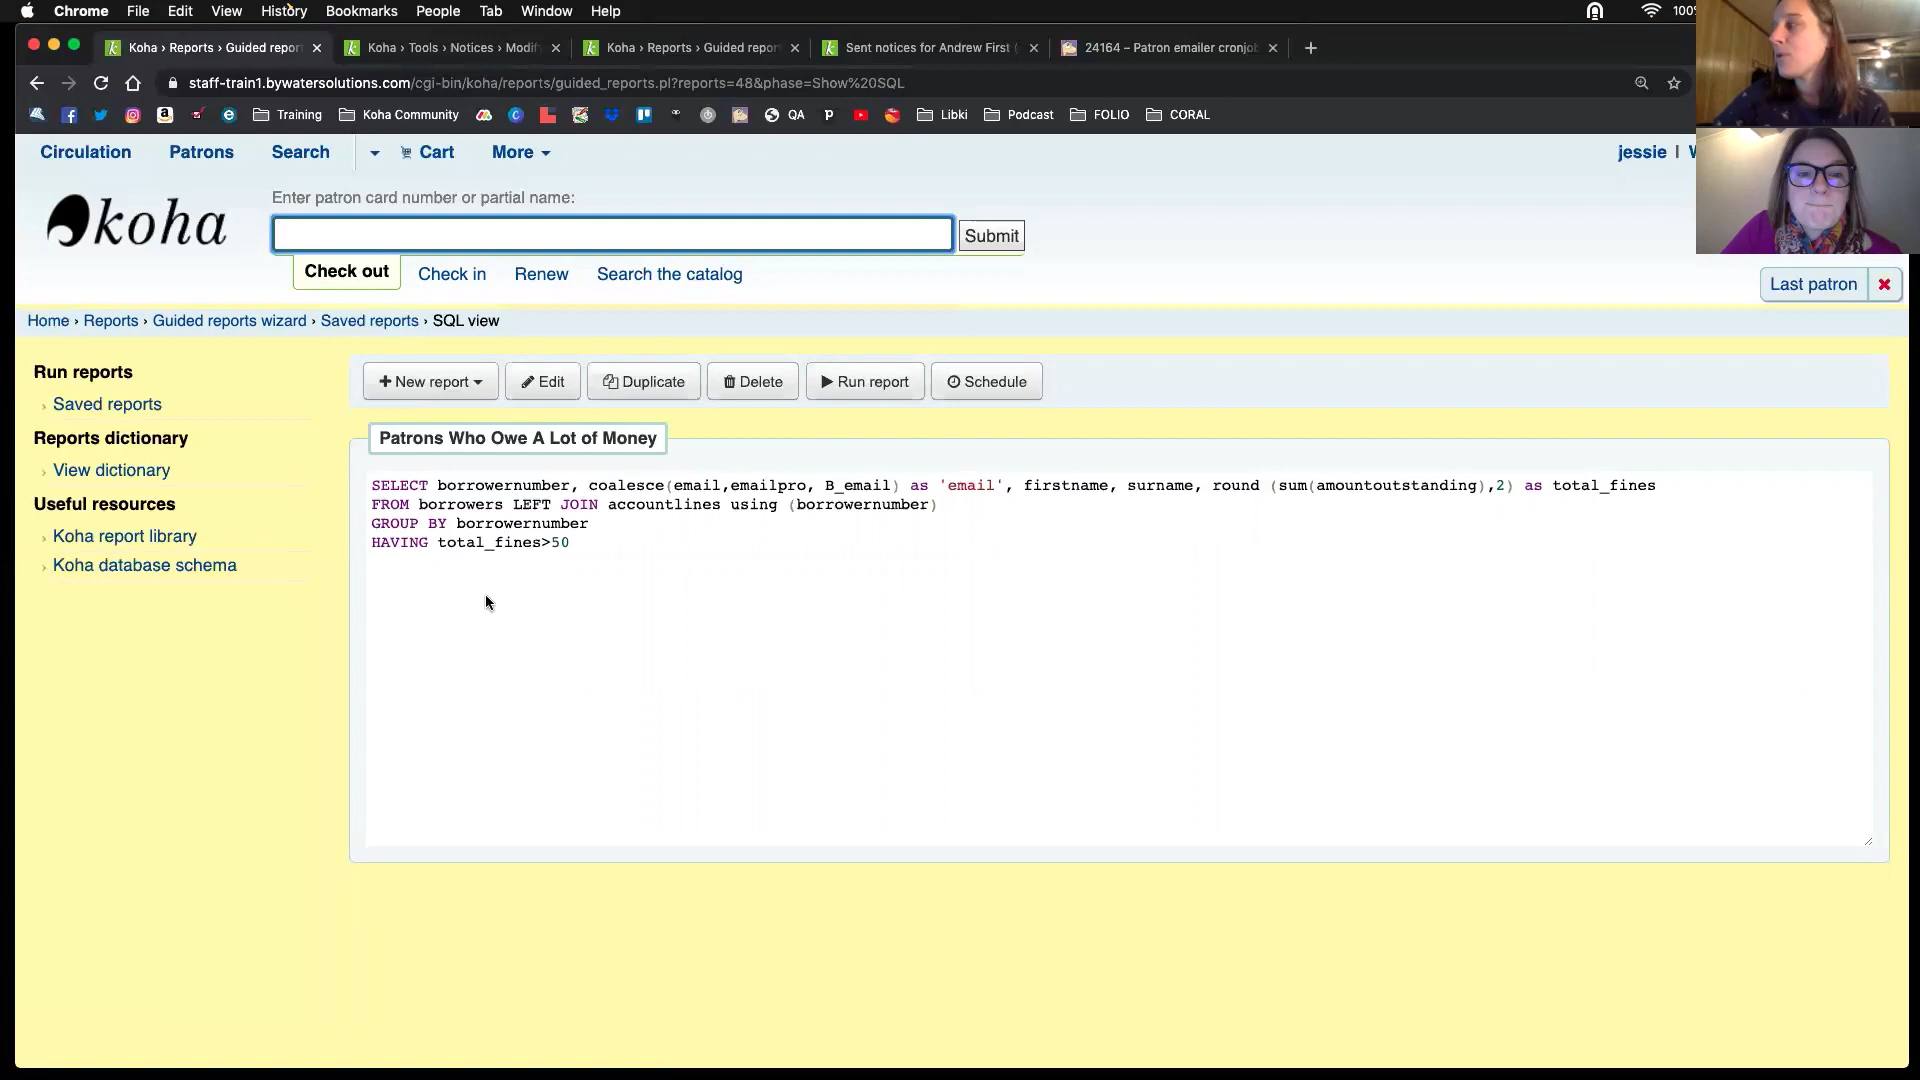 Chrome File Edit View History Bookmarks People Tab Window Help
100%
Koha › Reports › Guided repor
Koha › Tools › Notices › Modif
Koha › Reports › Guided repor
Sent notices for Andrew First (
24164 – Patron emailer cronjob
staff-train1.bywatersolutions.com/cgi-bin/koha/reports/guided_reports.pl?reports=48&phase=Show%20SQL
Training Koha Community QA Libki Podcast FOLIO CORAL
Circulation Patrons Search Cart More
jessie |
koha
Enter patron card number or partial name:
Submit
Check out Check in Renew Search the catalog
Last patron
Home › Reports › Guided reports wizard › Saved reports › SQL view
Run reports
Saved reports
Reports dictionary
View dictionary
Useful resources
Koha report library
Koha database schema
New report Edit Duplicate Delete Run report Schedule
Patrons Who Owe A Lot of Money
SELECT borrowernumber, coalesce(email,emailpro, B_email) as 'email', firstname, surname, round (sum(amountoutstanding),2) as total_fines
FROM borrowers LEFT JOIN accountlines using (borrowernumber)
GROUP BY borrowernumber
HAVING total_fines>50